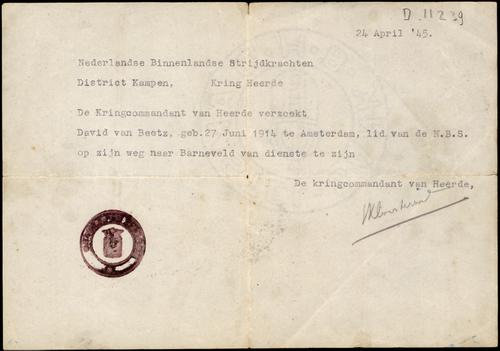 D 11239
24 April '45.
Nederlandse Binnenlandse Strijdkrachten
District Kampen, Kring Heerde
De Kringcommandant van Heerde verzoekt
David van Beetz, geb.27 Juni 1914 te Amsterdam, lid van de N.B.S.
op zijn weg naar Barneveld van dienste te zijn
De kringcommandant van Heerde,